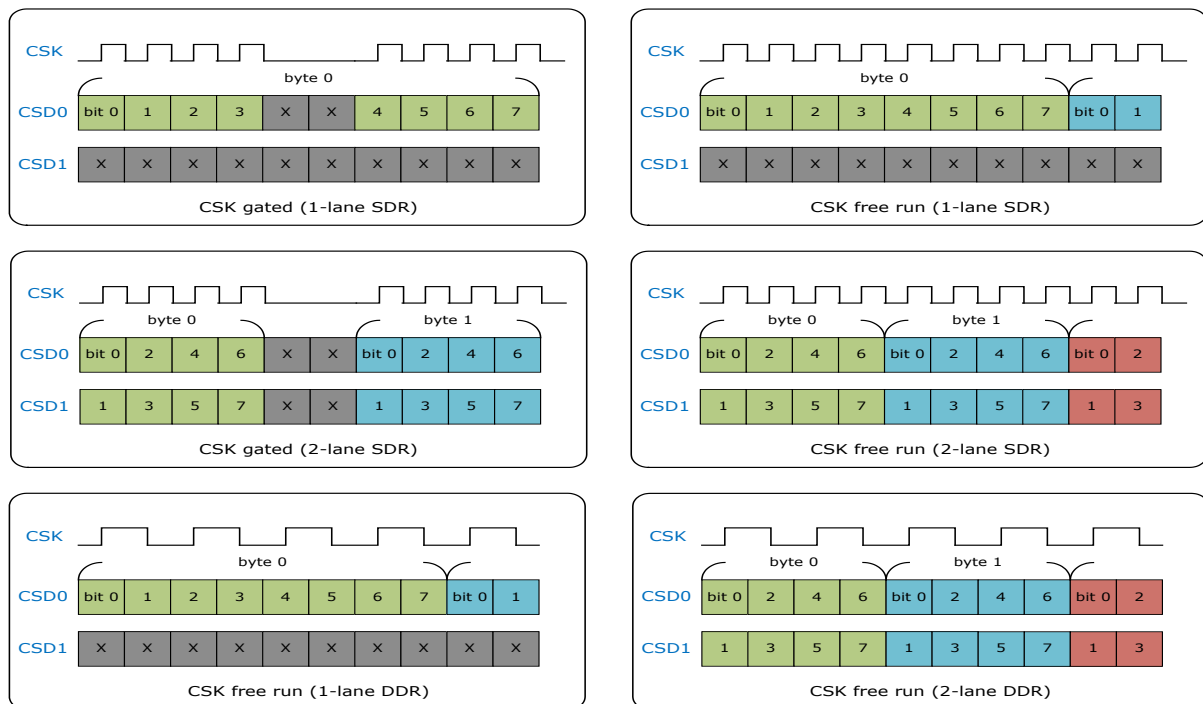 CSK
byte 0
CSD0 bit 0 1 2 3 X X 4 5 6 7
CSD1 X X X X X X X X X X
CSK gated (1-lane SDR)
CSK
byte 0
CSD0 bit 0 1 2 3 4 5 6 7 bit 0 1
CSD1 X X X X X X X X X X
CSK free run (1-lane SDR)
CSK
byte 0 byte 1
CSD0 bit 0 2 4 6 X X bit 0 2 4 6
CSD1 1 3 5 7 X X 1 3 5 7
CSK gated (2-lane SDR)
CSK
byte 0 byte 1
CSD0 bit 0 2 4 6 bit 0 2 4 6 bit 0 2
CSD1 1 3 5 7 1 3 5 7 1 3
CSK free run (2-lane SDR)
CSK
byte 0
CSD0 bit 0 1 2 3 4 5 6 7 bit 0 1
CSD1 X X X X X X X X X X
CSK free run (1-lane DDR)
CSK
byte 0 byte 1
CSD0 bit 0 2 4 6 bit 0 2 4 6 bit 0 2
CSD1 1 3 5 7 1 3 5 7 1 3
CSK free run (2-lane DDR)